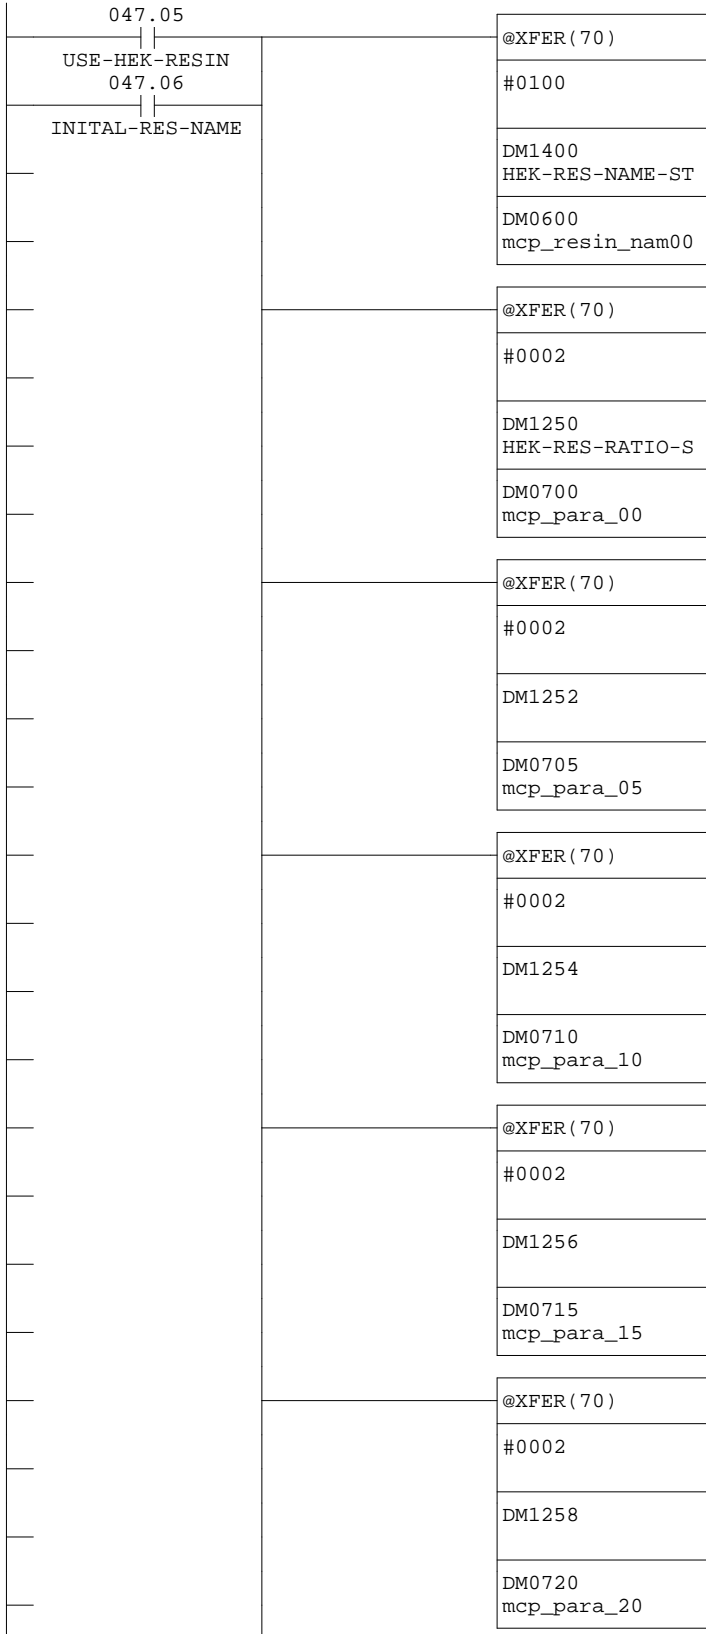 047.05
USE-HEK-RESIN
047.06
INITAL-RES-NAME
@XFER(70)
#0100
DM1400
HEK-RES-NAME-ST
DM0600
mcp_resin_nam00
@XFER(70)
#0002
DM1250
HEK-RES-RATIO-S
DM0700
mcp_para_00
@XFER(70)
#0002
DM1252
DM0705
mcp_para_05
@XFER(70)
#0002
DM1254
DM0710
mcp_para_10
@XFER(70)
#0002
DM1256
DM0715
mcp_para_15
@XFER(70)
#0002
DM1258
DM0720
mcp_para_20